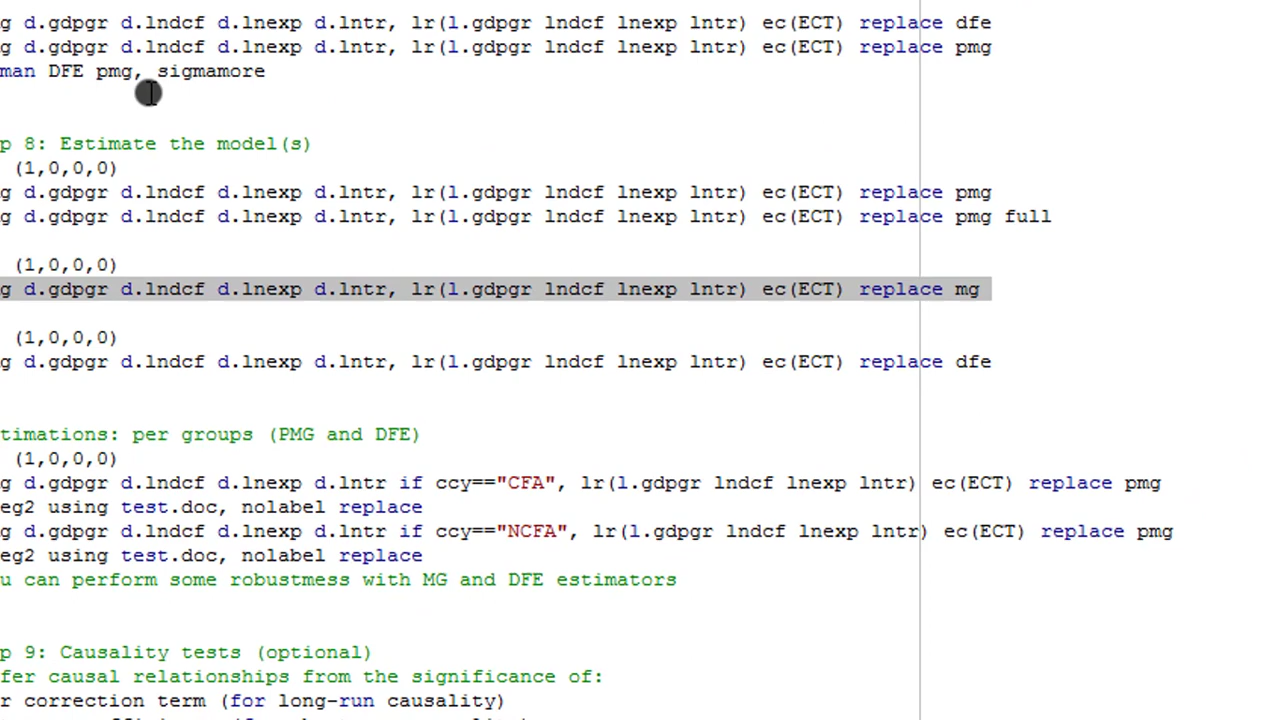 g d.gdpgr d.lndcf d.lnexp d.lntr, lr(l.gdpgr lndcf lnexp lntr) ec(ECT) replace dfe
g d.gdpgr d.lndcf d.lnexp d.lntr, lr(l.gdpgr lndcf lnexp lntr) ec(ECT) replace pmg
man DFE pmg, sigmamore
p 8: Estimate the model(s)
(1,0,0,0)
g d.gdpgr d.lndcf d.lnexp d.lntr, lr(l.gdpgr lndcf lnexp lntr) ec(ECT) replace pmg
g d.gdpgr d.lndcf d.lnexp d.lntr, lr(l.gdpgr lndcf lnexp lntr) ec(ECT) replace pmg full
(1,0,0,0)
g d.gdpgr d.lndcf d.lnexp d.lntr, lr(l.gdpgr lndcf lnexp lntr) ec(ECT) replace mg
(1,0,0,0)
g d.gdpgr d.lndcf d.lnexp d.lntr, lr(l.gdpgr lndcf lnexp lntr) ec(ECT) replace dfe
timations: per groups (PMG and DFE)
(1,0,0,0)
g d.gdpgr d.lndcf d.lnexp d.lntr if ccy=="CFA", lr(l.gdpgr lndcf lnexp lntr) ec(ECT) replace pmg
eg2 using test.doc, nolabel replace
g d.gdpgr d.lndcf d.lnexp d.lntr if ccy=="NCFA", lr(l.gdpgr lndcf lnexp lntr) ec(ECT) replace pmg
eg2 using test.doc, nolabel replace
u can perform some robustmess with MG and DFE estimators
p 9: Causality tests (optional)
fer causal relationships from the significance of:
r correction term (for long-run causality)